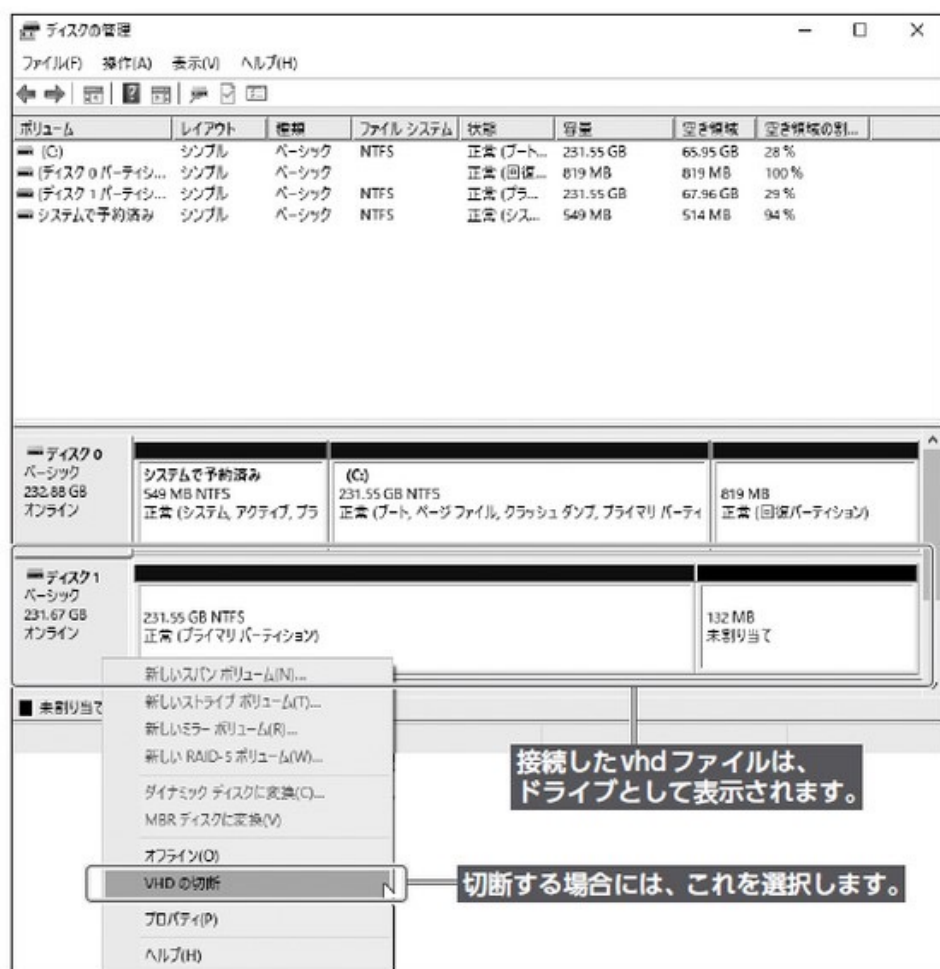 ディスクの管理
ファイル(F) 操作(A) 表示(V) ヘルプ(H)
ボリューム レイアウト 種類 ファイル システム 状態 容量 空き領域 空き領域の割...
(C:) シンプル ベーシック NTFS 正常 (ブート... 231.55 GB 65.95 GB 28 %
(ディスク 0 パーティシ... シンプル ベーシック 正常 (回復... 819 MB 819 MB 100 %
(ディスク 1 パーティシ... シンプル ベーシック NTFS 正常 (プラ... 231.55 GB 67.96 GB 29 %
システムで予約済み シンプル ベーシック NTFS 正常 (シス... 549 MB 514 MB 94 %
ディスク 0
ベーシック
232.88 GB
オンライン
システムで予約済み
549 MB NTFS
正常 (システム, アクティブ, プラ
(C:)
231.55 GB NTFS
正常 (ブート, ページ ファイル, クラッシュ ダンプ, プライマリ パーティ
819 MB
正常 (回復パーティション)
ディスク 1
ベーシック
231.67 GB
オンライン
231.55 GB NTFS
正常 (プライマリ パーティション)
132 MB
未割り当て
未割り当て
新しいスパン ボリューム(N)...
新しいストライプ ボリューム(T)...
新しいミラー ボリューム(R)...
新しい RAID-5 ボリューム(W)...
ダイナミック ディスクに変換(C)...
MBR ディスクに変換(V)
オフライン(O)
VHD の切断
プロパティ(P)
ヘルプ(H)
接続したvhdファイルは、
ドライブとして表示されます。
切断する場合には、これを選択します。